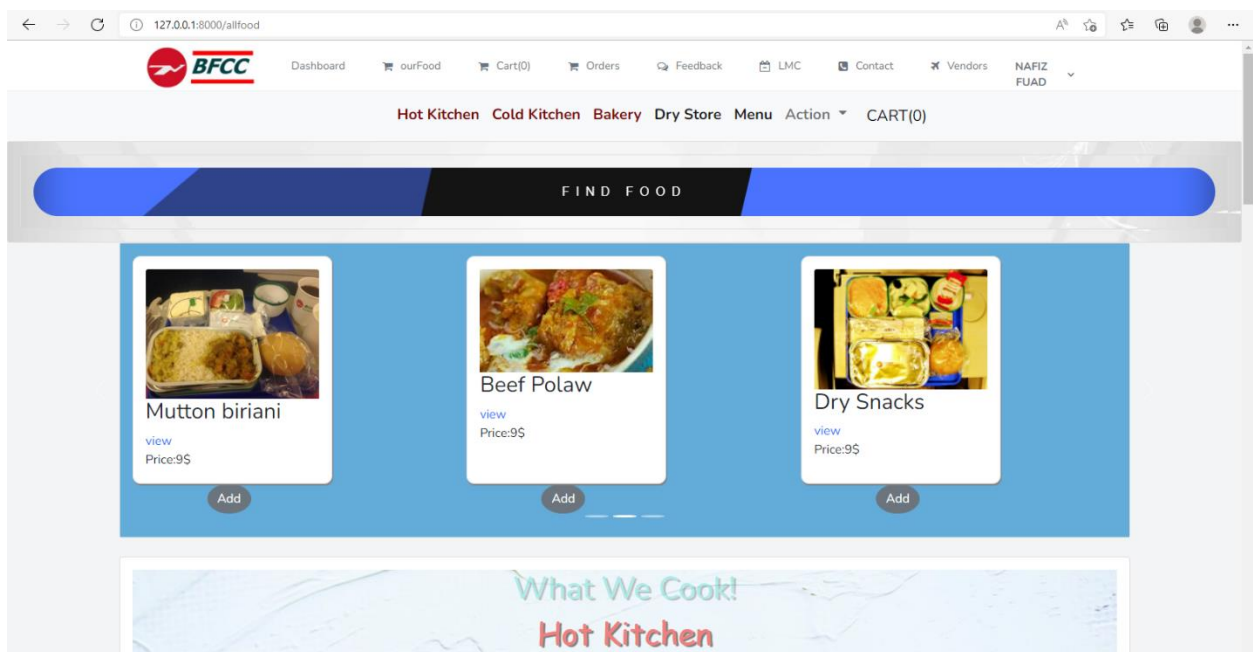 127.0.0.1:8000/allfood
BFCC
Dashboard ourFood Cart(0) Orders Feedback LMC Contact Vendors NAFIZ
FUAD
Hot Kitchen Cold Kitchen Bakery Dry Store Menu Action CART(0)
FIND FOOD
Mutton biriani
view
Price:9$
Add
Beef Polaw
view
Price:9$
Add
Dry Snacks
view
Price:9$
Add
What We Cook!
Hot Kitchen